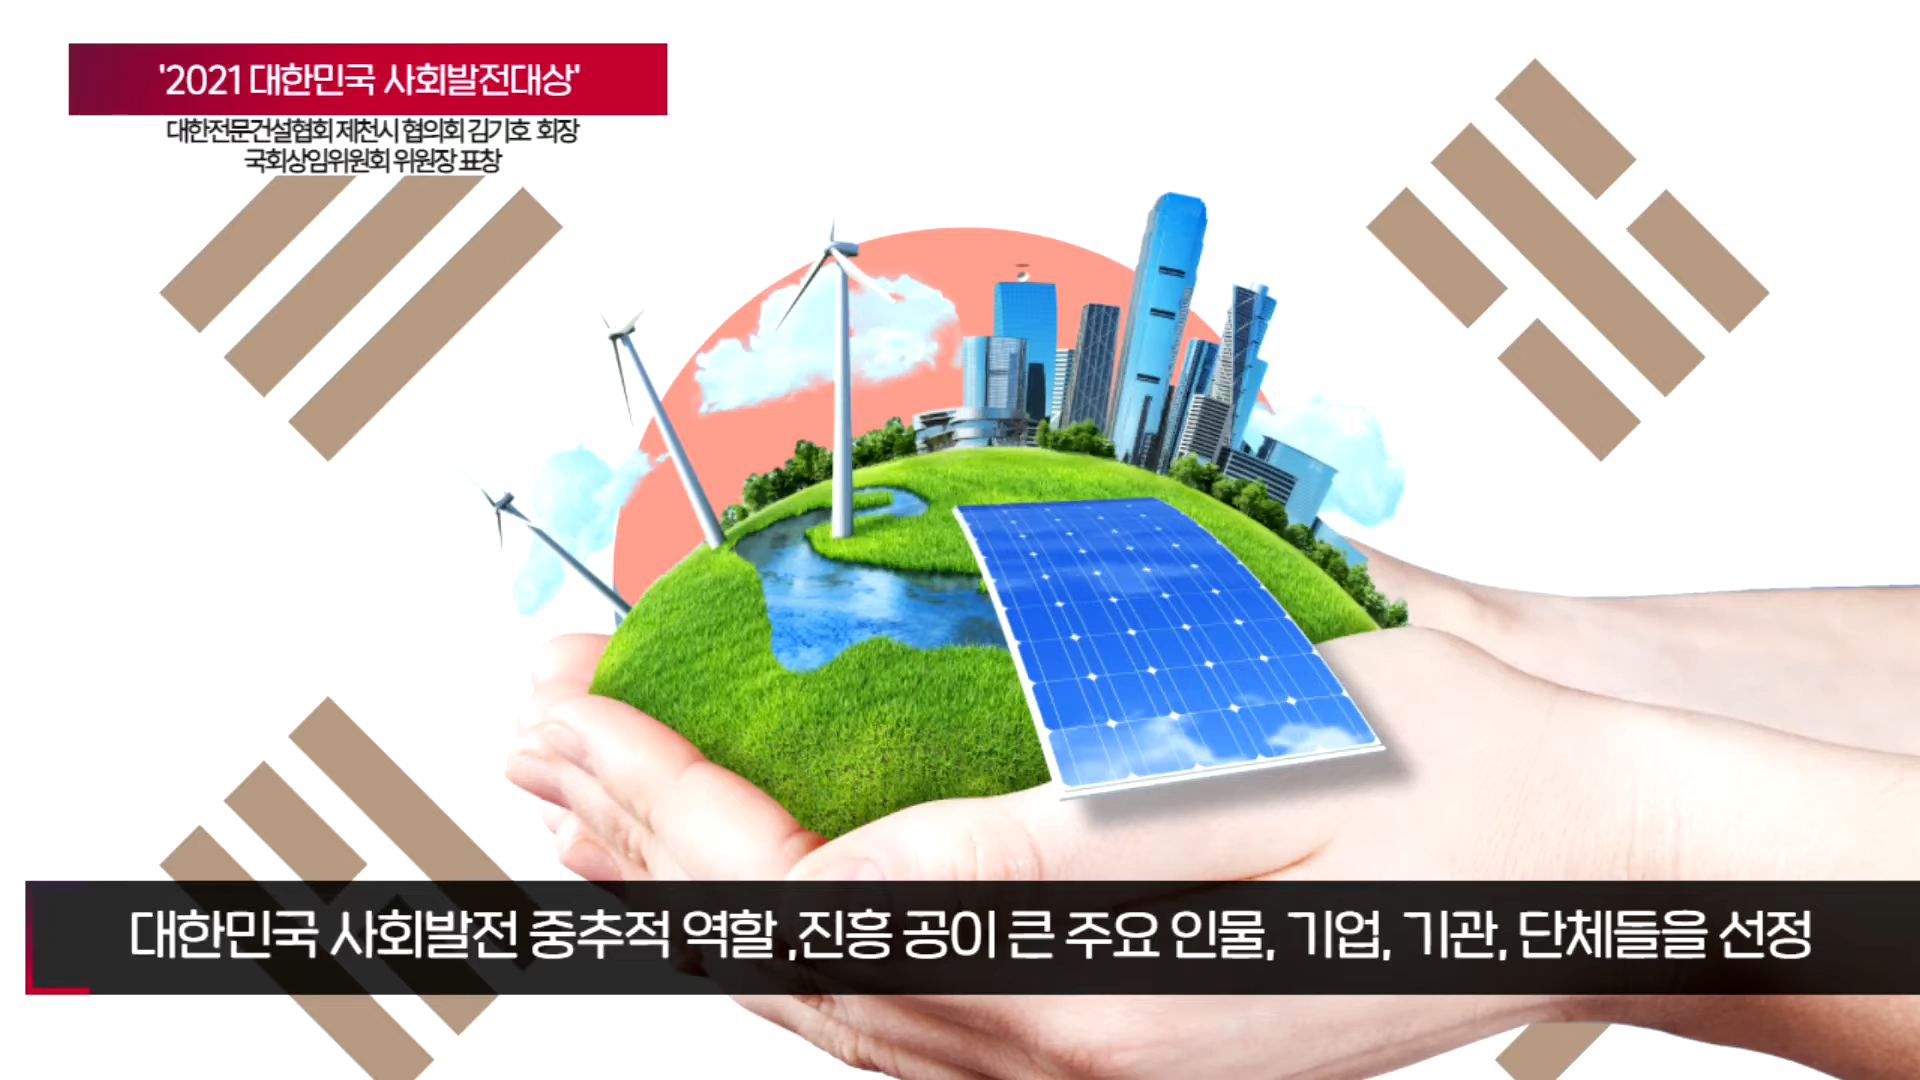 '2021 대한민국 사회발전대상'
대한전문건설협회 제천시 협의회 김기호 회장
국회상임위원회 위원장 표창
대한민국 사회발전 중추적 역할 ,진흥 공이 큰 주요 인물, 기업, 기관, 단체들을 선정